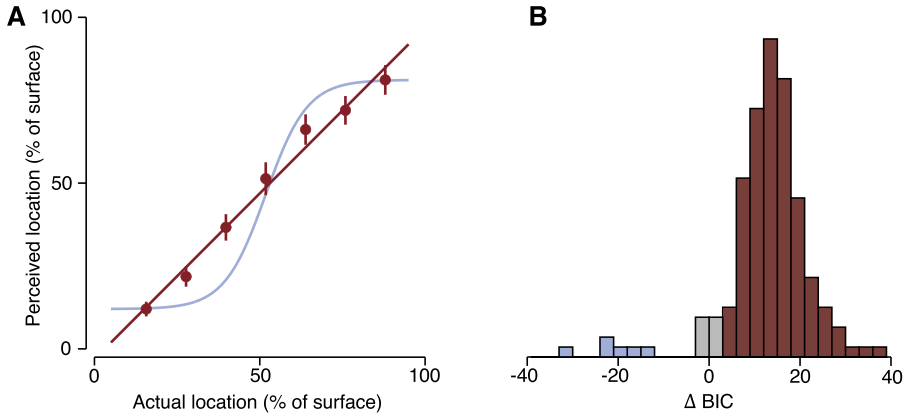 A
100
50
0
Perceived location (% of surface)
0
50
100
Actual location (% of surface)
B
-40
-20
0
20
40
Δ BIC